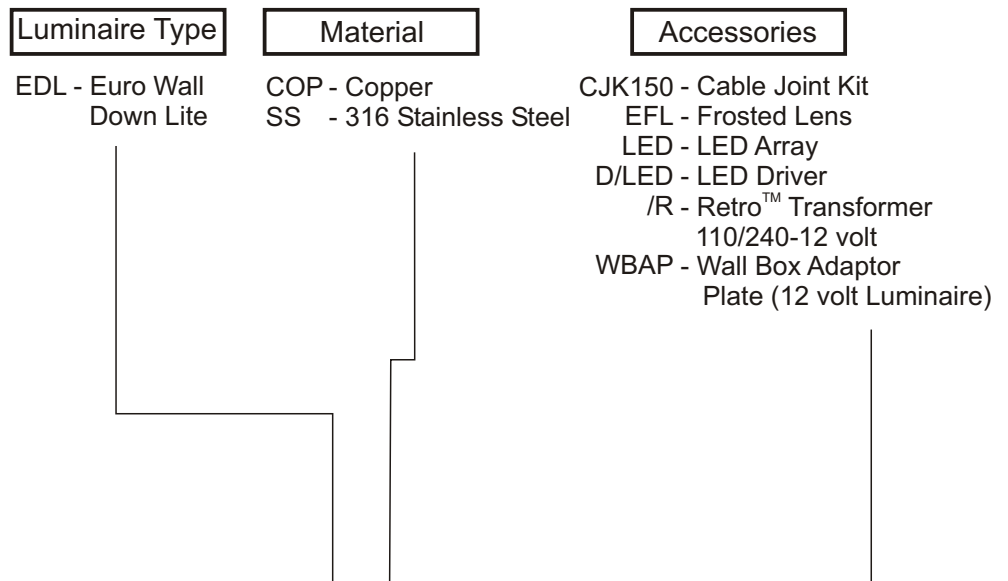 Luminaire Type
EDL - Euro Wall
Down Lite
Material
COP - Copper
SS - 316 Stainless Steel
Accessories
CJK150 - Cable Joint Kit
EFL - Frosted Lens
LED - LED Array
D/LED - LED Driver
/R - Retro™ Transformer
110/240-12 volt
WBAP - Wall Box Adaptor
Plate (12 volt Luminaire)